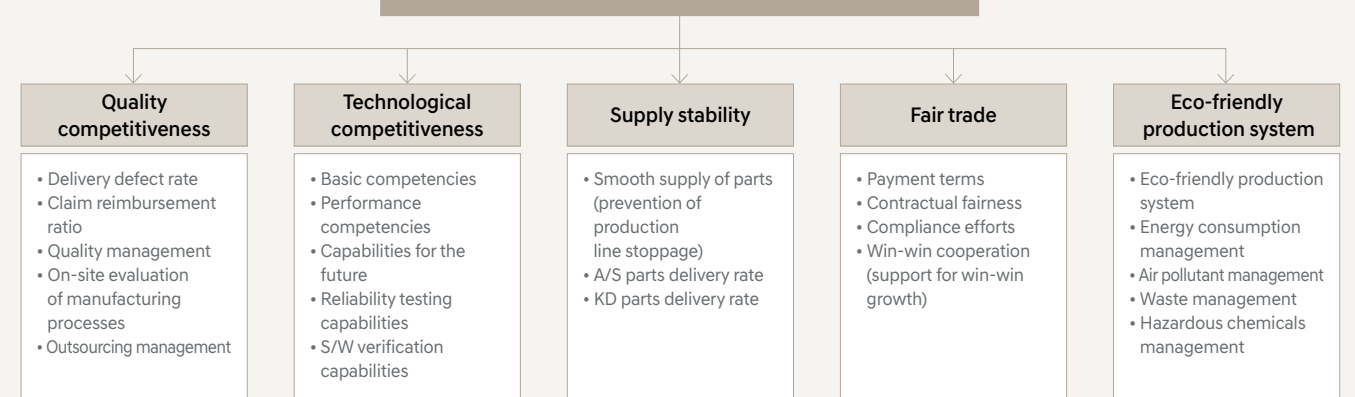 Quality
competitiveness
• Delivery defect rate
• Claim reimbursement
ratio
• Quality management
• On-site evaluation
of manufacturing
processes
• Outsourcing management
Technological
competitiveness
• Basic competencies
• Performance
competencies
• Capabilities for the
future
• Reliability testing
capabilities
• S/W verification
capabilities
Supply stability
• Smooth supply of parts
(prevention of
production
line stoppage)
• A/S parts delivery rate
• KD parts delivery rate
Fair trade
• Payment terms
• Contractual fairness
• Compliance efforts
• Win-win cooperation
(support for win-win
growth)
Eco-friendly
production system
• Eco-friendly production
system
• Energy consumption
management
• Air pollutant management
• Waste management
• Hazardous chemicals
management